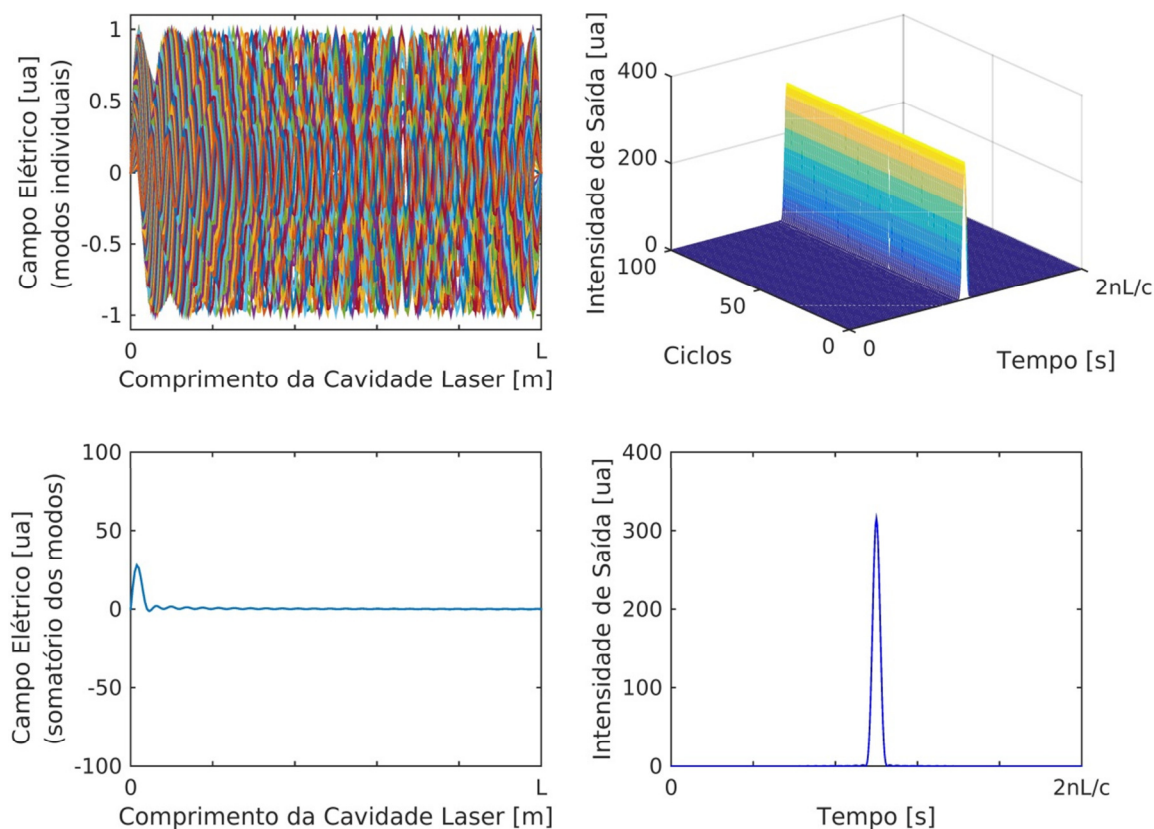 Campo Elétrico [ua]
(modos individuais)
1
0.5
0
-0.5
-1
0
L
Comprimento da Cavidade Laser [m]
Intensidade de Saída [ua]
400
200
0
100
50
0
Ciclos
0
2nL/c
Tempo [s]
Campo Elétrico [ua]
(somatório dos modos)
100
50
0
-50
-100
0
L
Comprimento da Cavidade Laser [m]
Intensidade de Saída [ua]
400
300
200
100
0
0
2nL/c
Tempo [s]